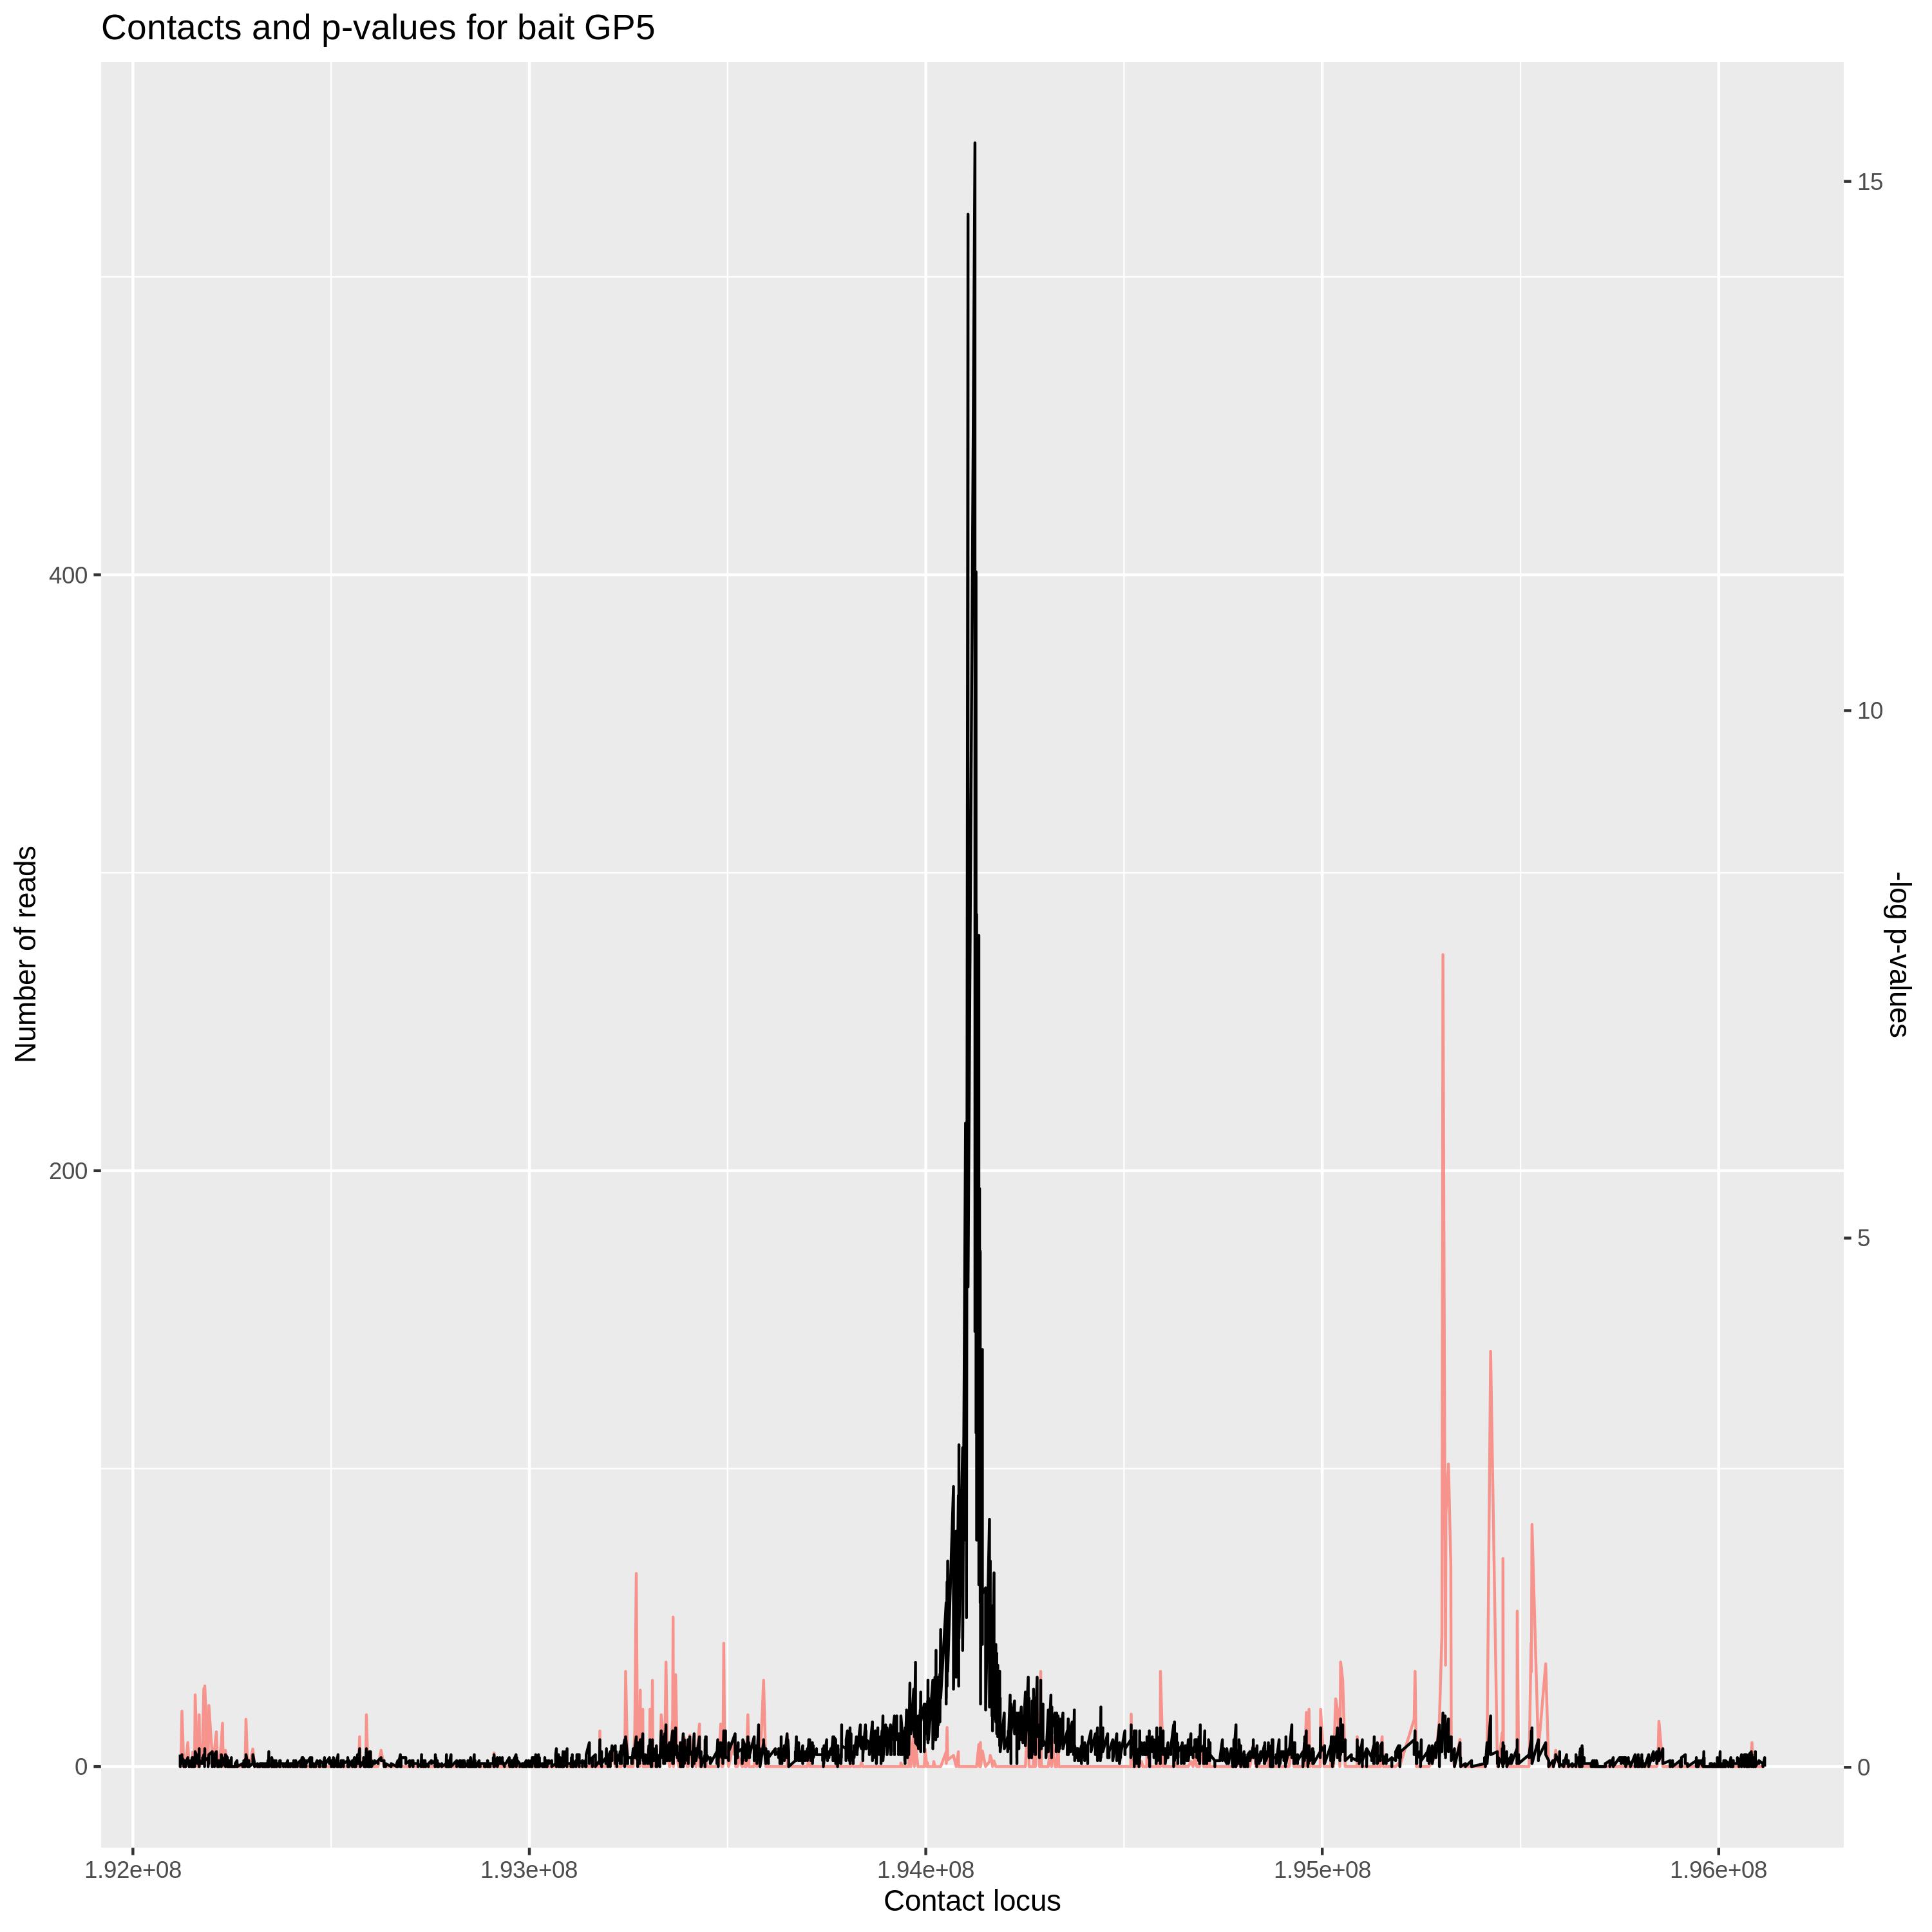 Contacts and p-values for bait GP5
15
400
10
Number of reads
-log p-values
200
5
0
0
1.92e+08
1.93e+08
1.94e+08
1.95e+08
1.96e+08
Contact locus